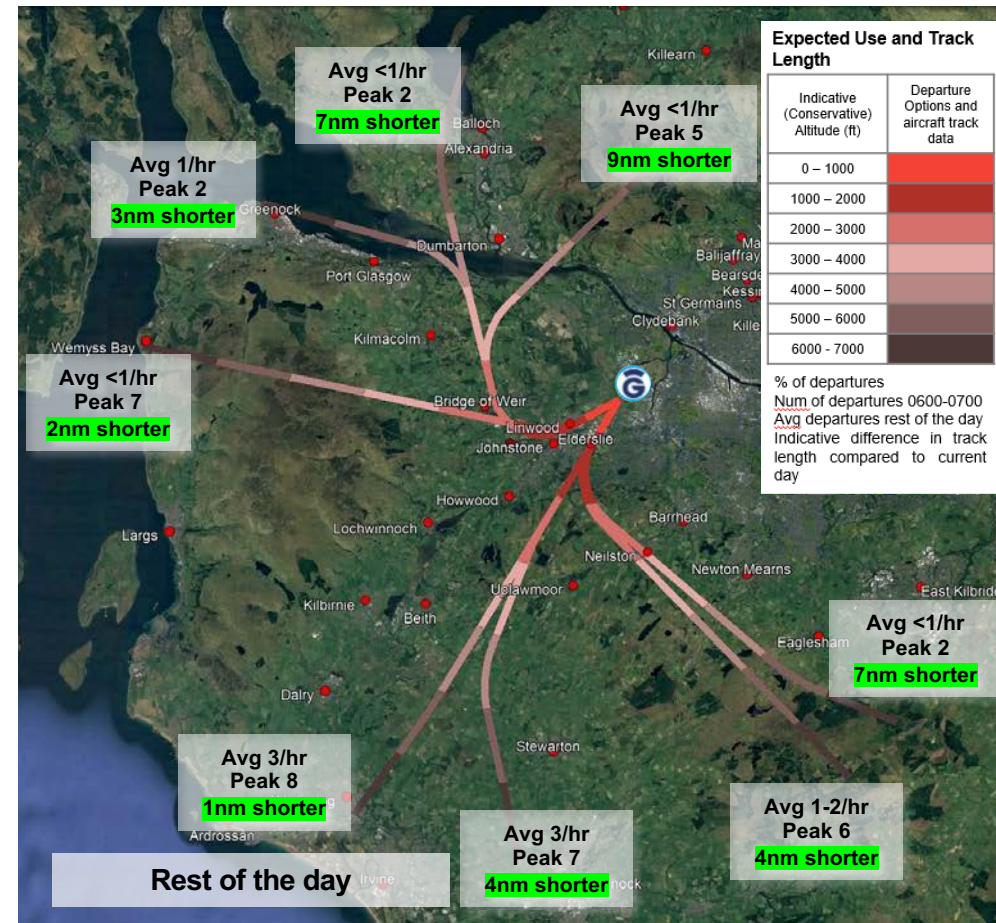 Killearn
Avg <1/hr
Peak 2
7nm shorter
Balloch
Alexandria
Avg <1/hr
Peak 5
9nm shorter
Avg 1/hr
Peak 2
3nm shorter
Greenock
Dumbarton
Port Glasgow
Balijaffray
Bearsde
Kessi
St Germains
Clydebank
Kille
Kilmacolm
Wemyss Bay
Avg <1/hr
Peak 7
2nm shorter
G
Bridge of Weir
Linwood
Johnstone
Elderslie
Howwood
Lochwinnoch
Largs
Barrhead
Neilston
Newton Mearns
Uplawmoor
East Kilbride
Kilbirnie
Beith
Eaglesham
Avg <1/hr
Peak 2
7nm shorter
Dalry
Stewarton
Avg 3/hr
Peak 8
1nm shorter
Ardrossan
Avg 3/hr
Peak 7
4nm shorter
nock
Avg 1-2/hr
Peak 6
4nm shorter
Rest of the day
Irvine
Expected Use and Track
Length
Indicative
(Conservative)
Altitude (ft)
Departure
Options and
aircraft track
data
0 – 1000
1000 – 2000
2000 – 3000
3000 – 4000
4000 – 5000
5000 – 6000
6000 - 7000
% of departures
Num of departures 0600-0700
Avg departures rest of the day
Indicative difference in track
length compared to current
day